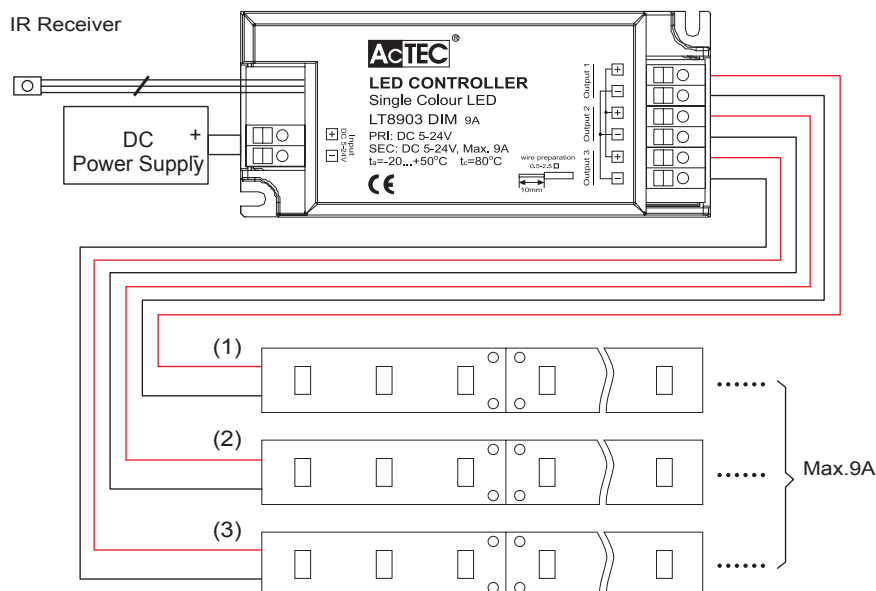 IR Receiver
DC
Power Supply
+
-
+
-
Input
DC 5-24V
AcTEC®
LED CONTROLLER
Single Colour LED
LT8903 DIM 9A
PRI: DC 5-24V
SEC: DC 5-24V, Max. 9A
ta=-20...+50°C tc=80°C
CE
wire preparation
0.5-2.5
10mm
Output 1
Output 2
Output 3
+
-
+
-
+
-
(1)
......
(2)
......
(3)
......
Max.9A